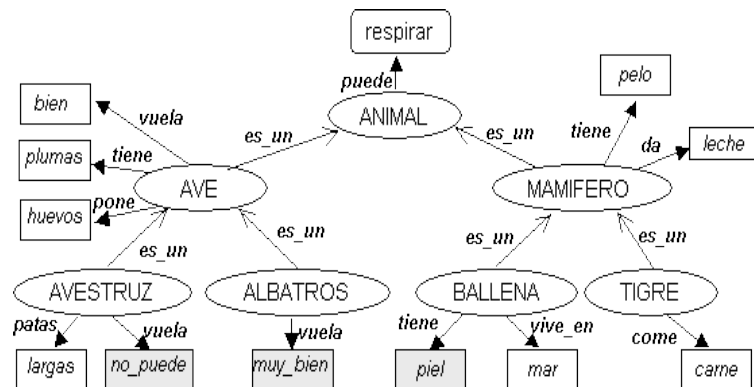 respirar
puede
pelo
bien
vuela
ANIMAL
es_un
es_un
tiene
da
leche
plumas
tiene
AVE
MAMIFERO
huevos
pone
es_un
es_un
es_un
es_un
AVESTRUZ
ALBATROS
BALLENA
TIGRE
patas
vuela
vuela
tiene
vive_en
come
largas
no_puede
muy_bien
piel
mar
carne